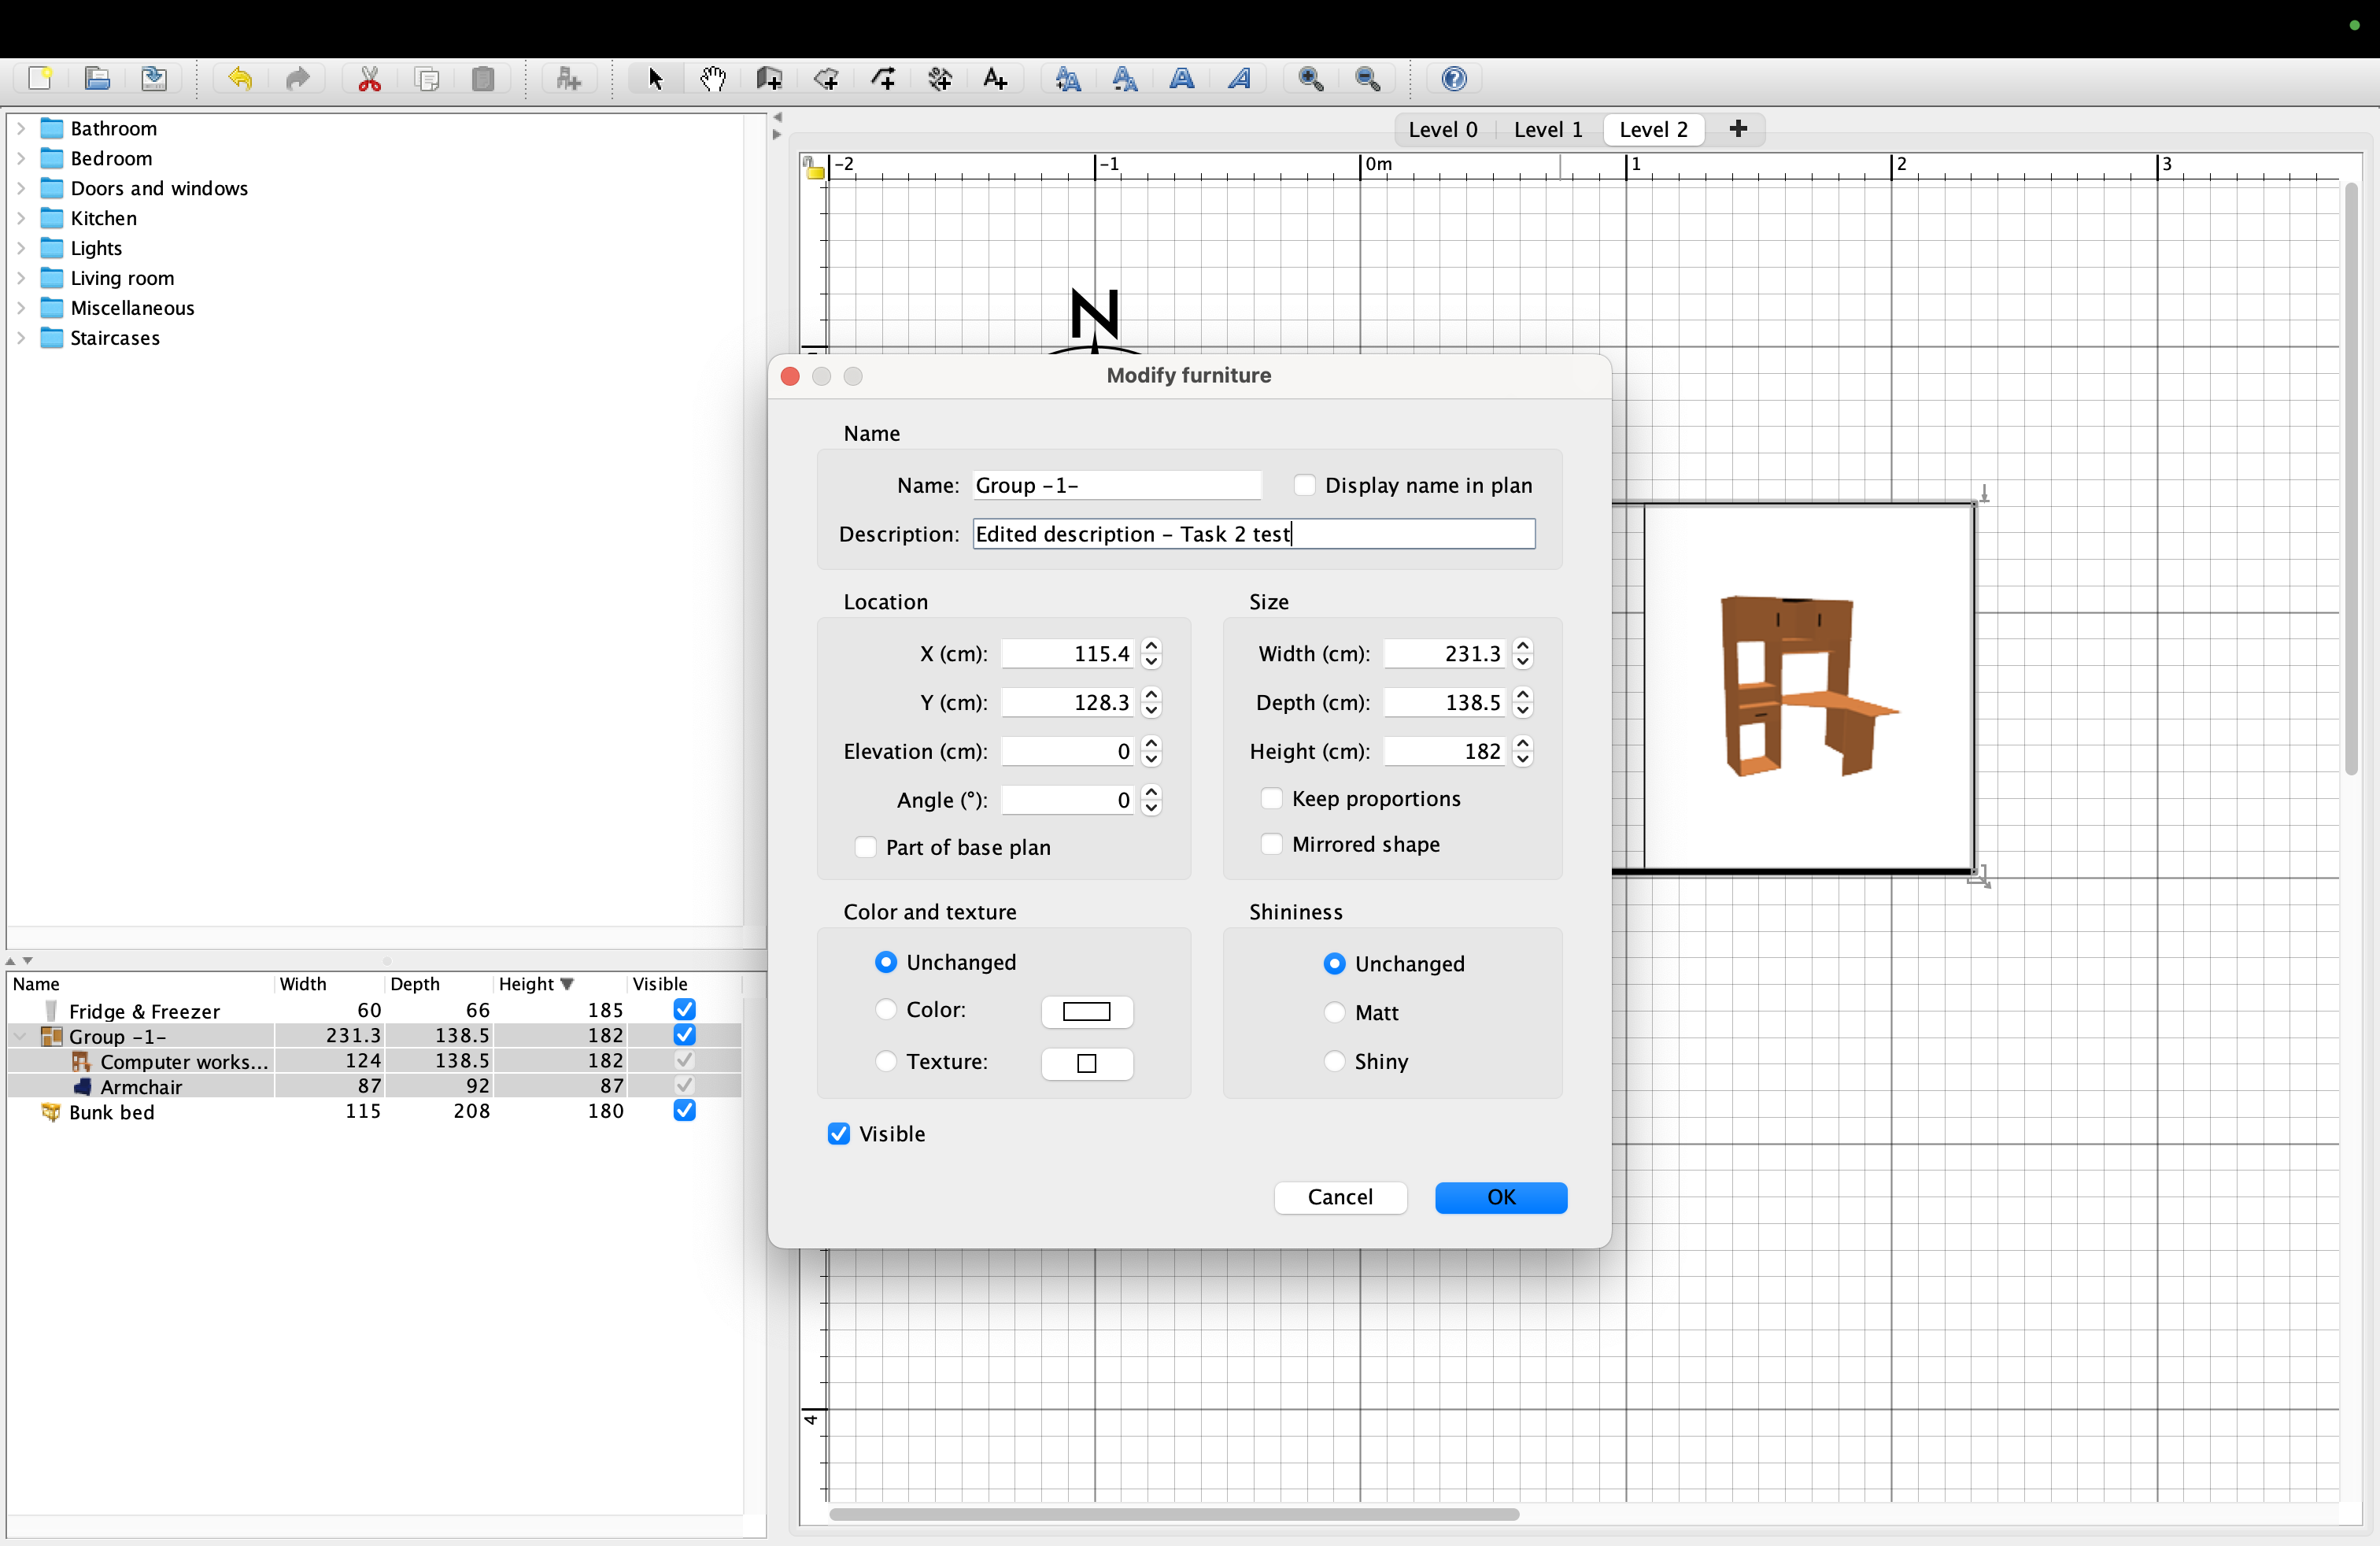 Level 0 Level 1 Level 2 +
Bathroom
Bedroom
Doors and windows
Kitchen
Lights
Living room
Miscellaneous
Staircases
-2 -1 0m 1 2 3
N
4
Modify furniture
Name
Name: Group –1– Display name in plan
Description: Edited description – Task 2 test
Location
X (cm): 115.4
Y (cm): 128.3
Elevation (cm): 0
Angle (°): 0
Part of base plan
Size
Width (cm): 231.3
Depth (cm): 138.5
Height (cm): 182
Keep proportions
Mirrored shape
Color and texture
Unchanged
Color:
Texture:
Shininess
Unchanged
Matt
Shiny
Visible
Cancel OK
Name Width Depth Height Visible
Fridge & Freezer 60 66 185
Group –1– 231.3 138.5 182
Computer works... 124 138.5 182
Armchair 87 92 87
Bunk bed 115 208 180